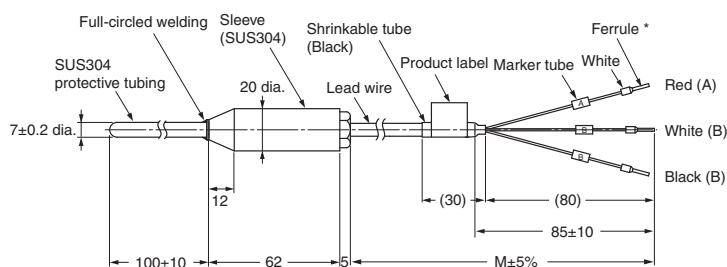 Full-circled welding
Sleeve
(SUS304)
Shrinkable tube
(Black)
Product label
Marker tube
White
Ferrule *
SUS304
protective tubing
20 dia.
Lead wire
Red (A)
A
7±0.2 dia.
B
White (B)
B
Black (B)
12
(30)
(80)
85±10
100±10
62
5
M±5%